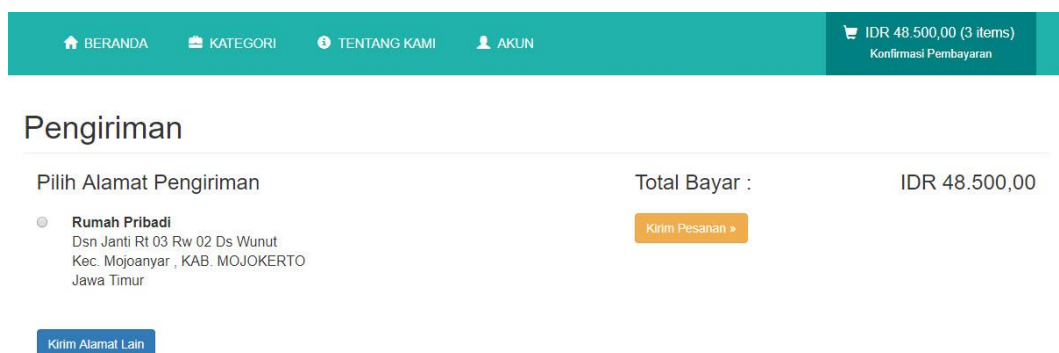 BERANDA KATEGORI TENTANG KAMI AKUN IDR 48.500,00 (3 items)
Konfirmasi Pembayaran
Pengiriman
Pilih Alamat Pengiriman Total Bayar : IDR 48.500,00
Rumah Pribadi Kirim Pesanan »
Dsn Janti Rt 03 Rw 02 Ds Wunut
Kec. Mojoanyar , KAB. MOJOKERTO
Jawa Timur
Kirim Alamat Lain